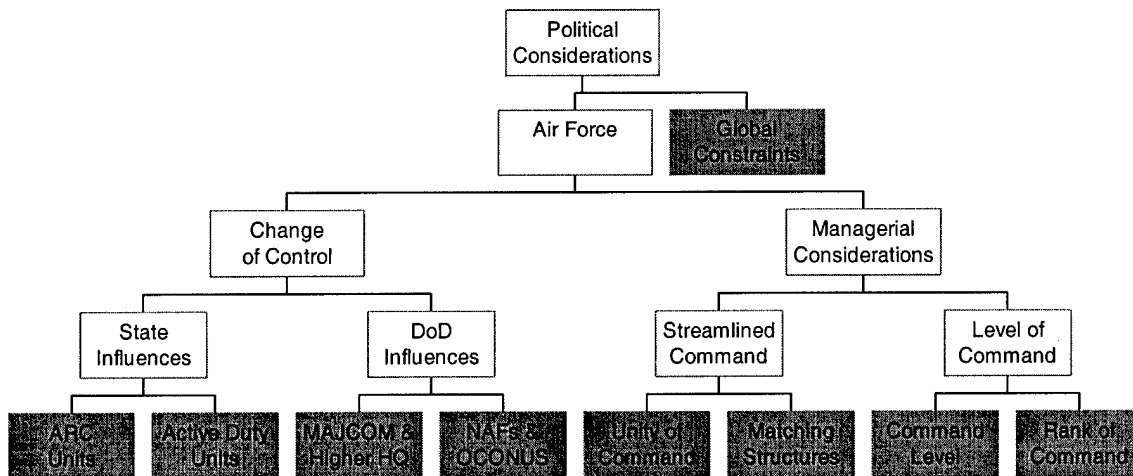 Political
Considerations
Air Force
Global
Constraints
Change
of Control
Managerial
Considerations
State
Influences
DoD
Influences
Streamlined
Command
Level of
Command
ARC
Units
Active Duty
Units
MAJCOM &
Higher HQ
NAFs &
OCONUS
Unity of
Command
Matching
Structures
Command
Level
Rank of
Command